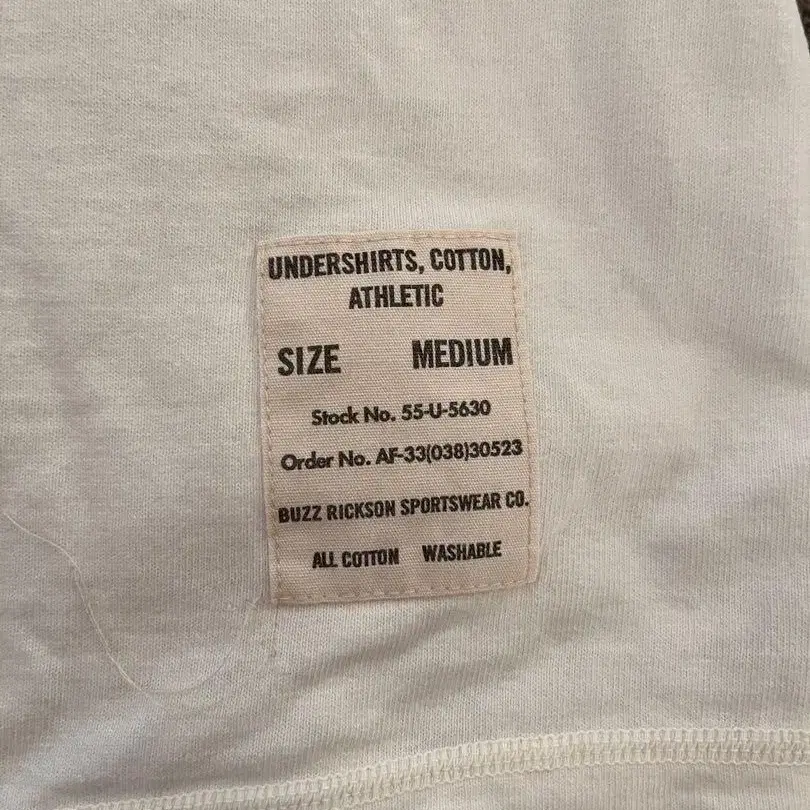 UNDERSHIRTS, COTTON,
ATHLETIC
SIZE MEDIUM
Stock No. 55-U-5630
Order No. AF-33(038)30523
BUZZ RICKSON SPORTSWEAR CO.
ALL COTTON WASHABLE